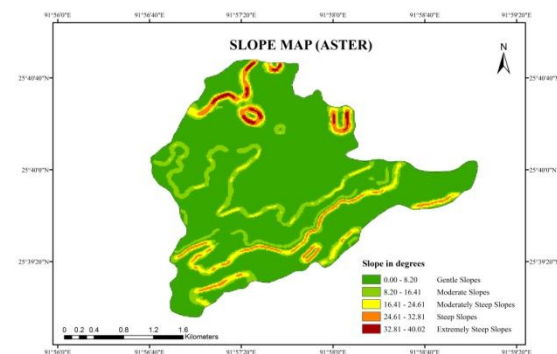 91°56'0"E 91°56'40"E 91°57'20"E 91°58'0"E 91°58'40"E 91°59'20"E
SLOPE MAP (ASTER)
N
25°40'40"N 25°40'40"N
25°40'0"N 25°40'0"N
25°39'20"N 25°39'20"N
Slope in degrees
0.00 - 8.20 Gentle Slopes
8.20 - 16.41 Moderate Slopes
16.41 - 24.61 Moderately Steep Slopes
24.61 - 32.81 Steep Slopes
32.81 - 40.02 Extremely Steep Slopes
0 0.2 0.4 0.8 1.2 1.6
Kilometers
91°56'0"E 91°56'40"E 91°57'20"E 91°58'0"E 91°58'40"E 91°59'20"E